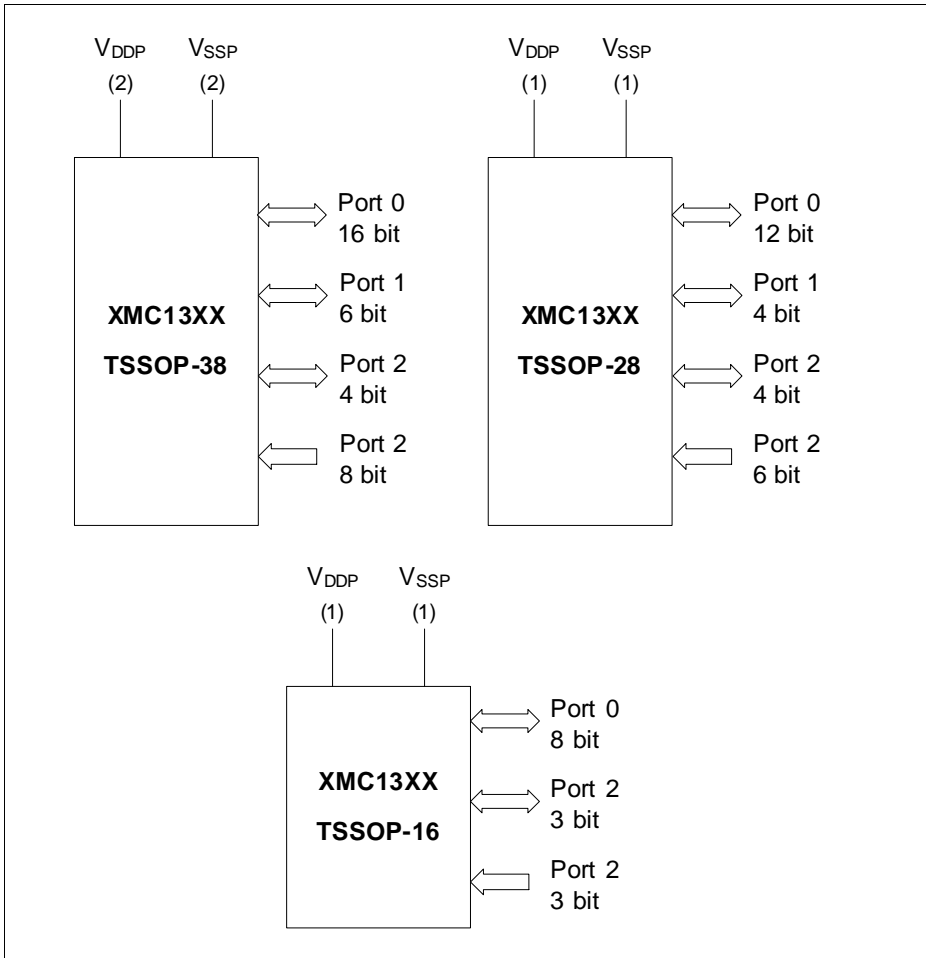 VDDP VSSP
(2) (2)
XMC13XX
TSSOP-38
Port 0
16 bit
Port 1
6 bit
Port 2
4 bit
Port 2
8 bit
VDDP VSSP
(1) (1)
XMC13XX
TSSOP-28
Port 0
12 bit
Port 1
4 bit
Port 2
4 bit
Port 2
6 bit
VDDP VSSP
(1) (1)
XMC13XX
TSSOP-16
Port 0
8 bit
Port 2
3 bit
Port 2
3 bit